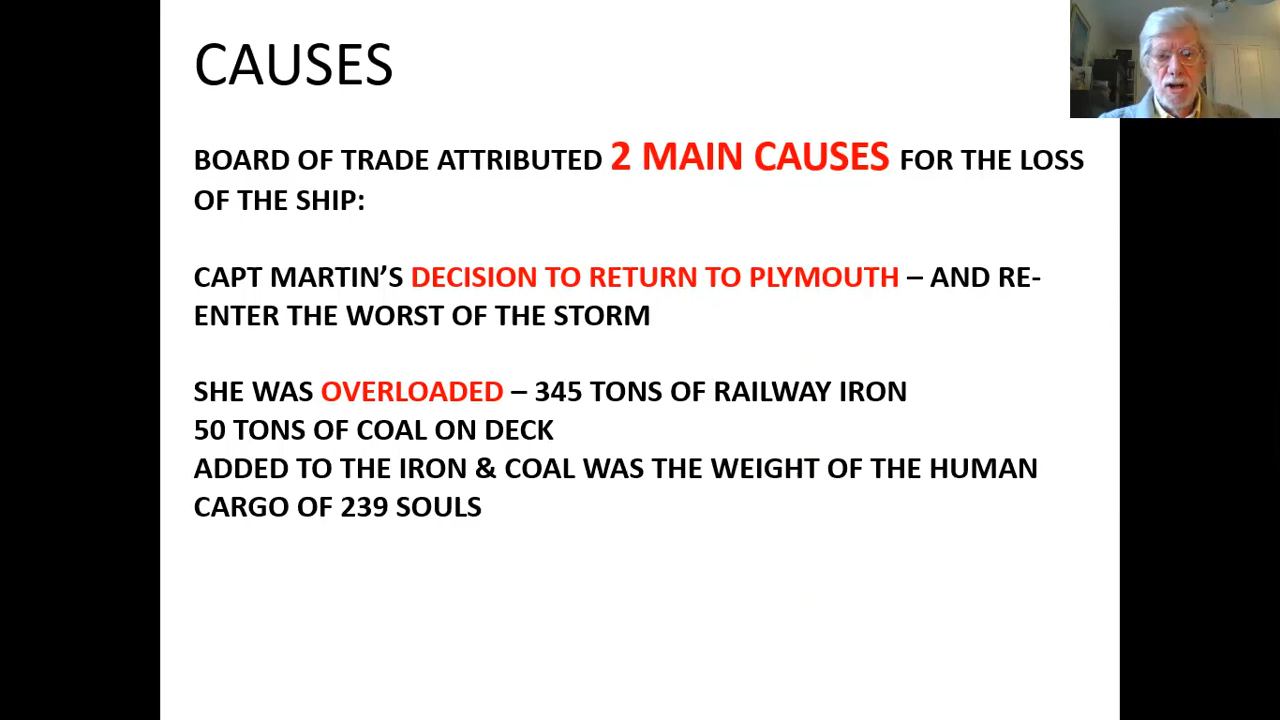 CAUSES
BOARD OF TRADE ATTRIBUTED 2 MAIN CAUSES FOR THE LOSS
OF THE SHIP:
CAPT MARTIN’S DECISION TO RETURN TO PLYMOUTH – AND RE-
ENTER THE WORST OF THE STORM
SHE WAS OVERLOADED – 345 TONS OF RAILWAY IRON
50 TONS OF COAL ON DECK
ADDED TO THE IRON & COAL WAS THE WEIGHT OF THE HUMAN
CARGO OF 239 SOULS